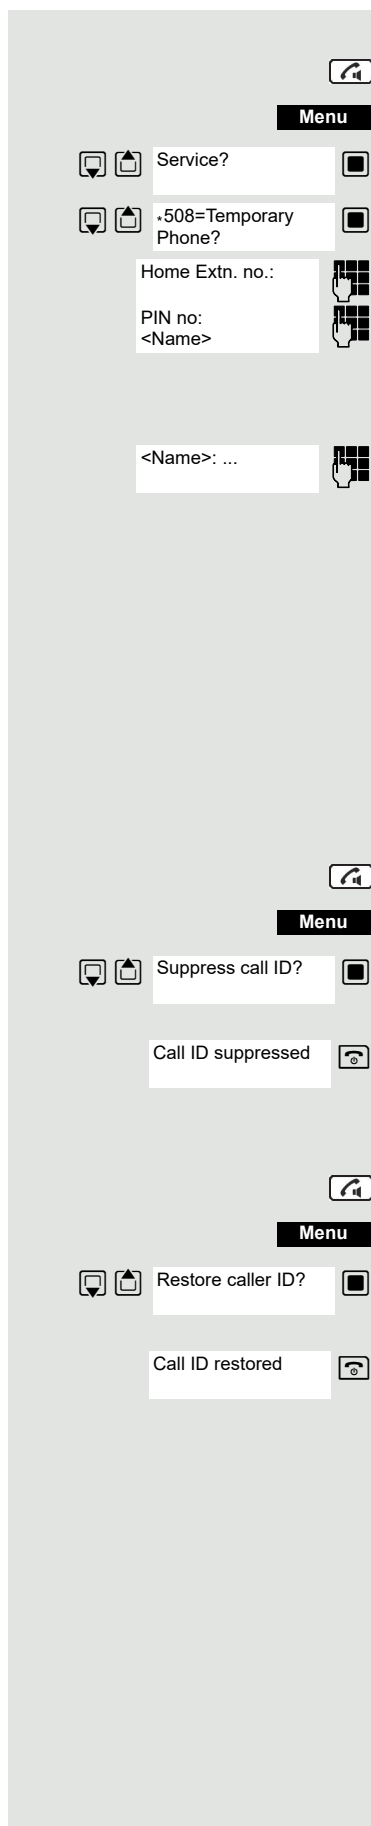 Menu
Service?
*508=Temporary
Phone?
Home Extn. no.:
PIN no:
<Name>
<Name>: ...
Menu
Suppress call ID?
Call ID suppressed
Menu
Restore caller ID?
Call ID restored